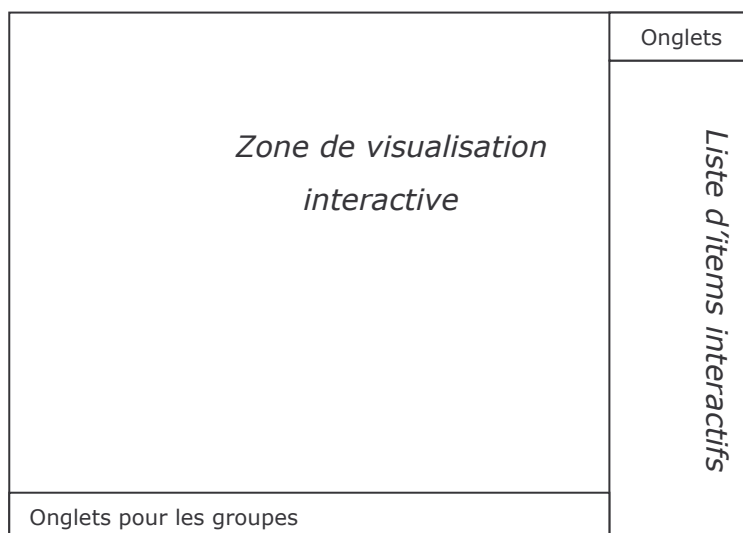 Onglets
Zone de visualisation
interactive
Liste d’items interactifs
Onglets pour les groupes